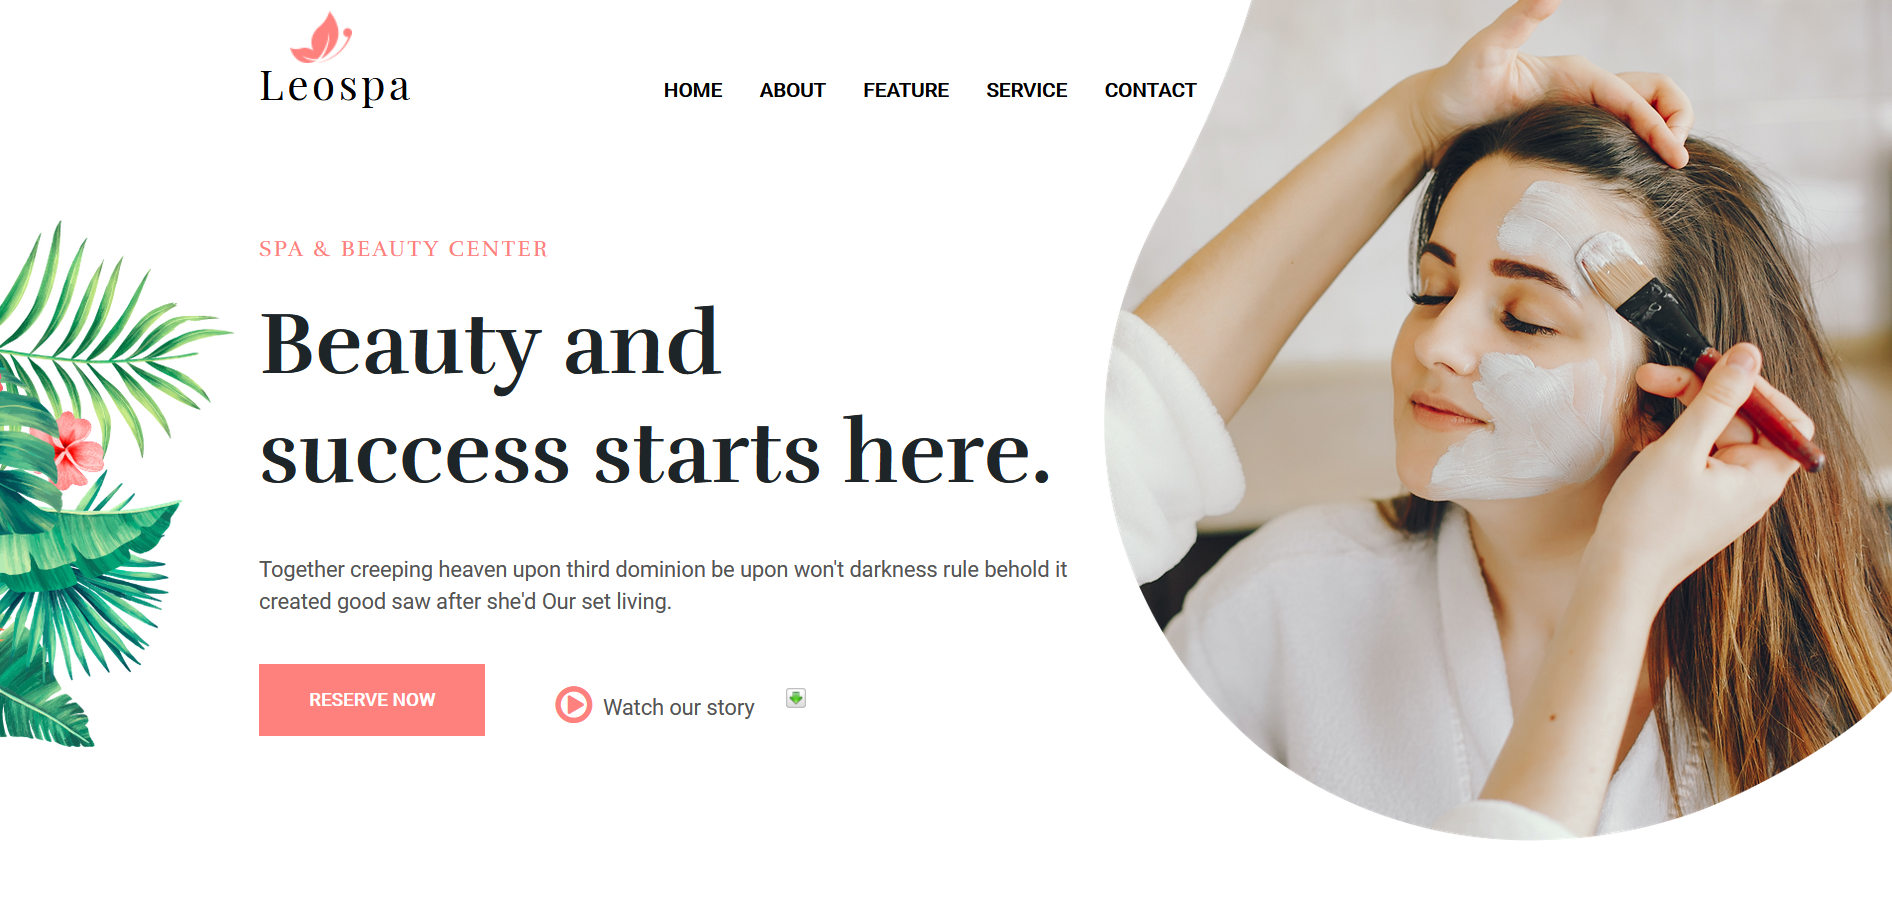 Leospa
HOME ABOUT FEATURE SERVICE CONTACT
SPA & BEAUTY CENTER
Beauty and
success starts here.
Together creeping heaven upon third dominion be upon won't darkness rule behold it
created good saw after she'd Our set living.
RESERVE NOW
Watch our story